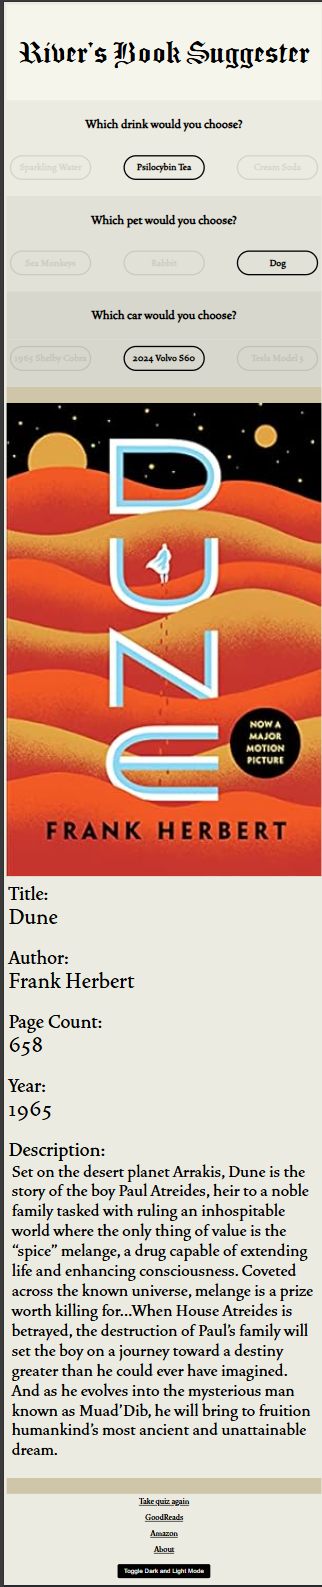 River's Book Suggester
Which drink would you choose?
Sparkling Water Psilocybin Tea Cream Soda
Which pet would you choose?
Sea Monkeys Rabbit Dog
Which car would you choose?
1965 Shelby Cobra 2024 Volvo S60 Tesla Model 3
DUNE
NOW A
MAJOR
MOTION
PICTURE
FRANK HERBERT
Title:
Dune
Author:
Frank Herbert
Page Count:
658
Year:
1965
Description:
Set on the desert planet Arrakis, Dune is the
story of the boy Paul Atreides, heir to a noble
family tasked with ruling an inhospitable
world where the only thing of value is the
“spice” melange, a drug capable of extending
life and enhancing consciousness. Coveted
across the known universe, melange is a prize
worth killing for...When House Atreides is
betrayed, the destruction of Paul’s family will
set the boy on a journey toward a destiny
greater than he could ever have imagined.
And as he evolves into the mysterious man
known as Muad’Dib, he will bring to fruition
humankind’s most ancient and unattainable
dream.
Take quiz again
GoodReads
Amazon
About
Toggle Dark and Light Mode